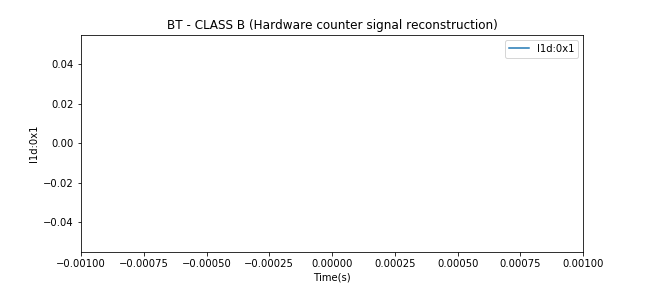 BT - CLASS B (Hardware counter signal reconstruction)
l1d:0x1
0.04
0.02
0.00
−0.02
−0.04
l1d:0x1
−0.00100 −0.00075 −0.00050 −0.00025 0.00000 0.00025 0.00050 0.00075 0.00100
Time(s)